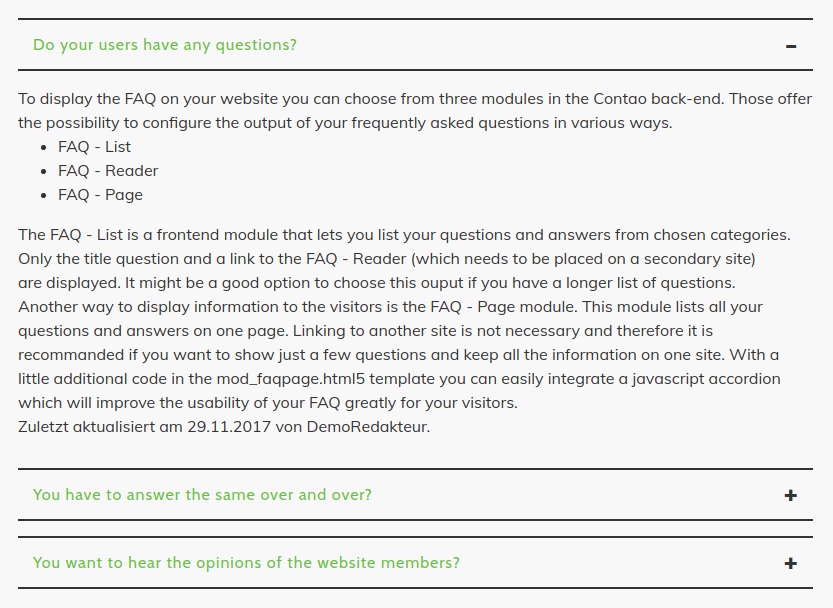 Do your users have any questions?
To display the FAQ on your website you can choose from three modules in the Contao back-end. Those offer
the possibility to configure the output of your frequently asked questions in various ways.
• FAQ - List
• FAQ - Reader
• FAQ - Page
The FAQ - List is a frontend module that lets you list your questions and answers from chosen categories.
Only the title question and a link to the FAQ - Reader (which needs to be placed on a secondary site)
are displayed. It might be a good option to choose this ouput if you have a longer list of questions.
Another way to display information to the visitors is the FAQ - Page module. This module lists all your
questions and answers on one page. Linking to another site is not necessary and therefore it is
recommanded if you want to show just a few questions and keep all the information on one site. With a
little additional code in the mod_faqpage.html5 template you can easily integrate a javascript accordion
which will improve the usability of your FAQ greatly for your visitors.
Zuletzt aktualisiert am 29.11.2017 von DemoRedakteur.
You have to answer the same over and over?
You want to hear the opinions of the website members?